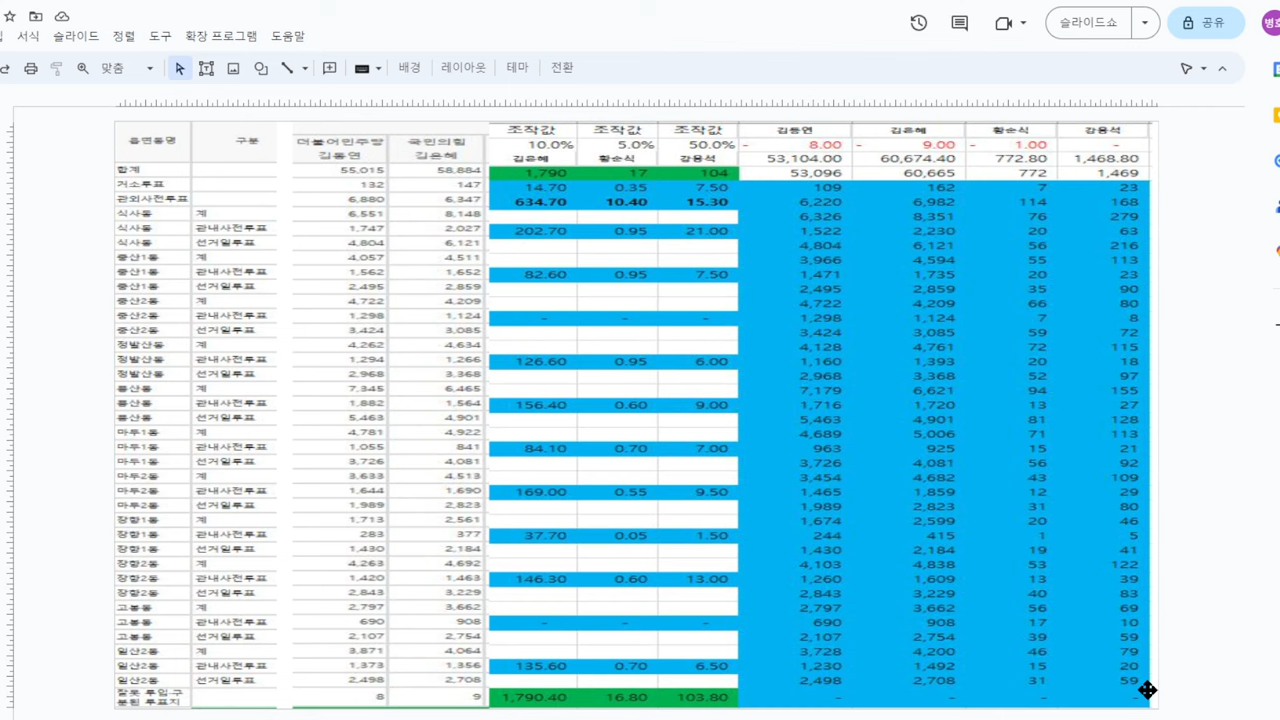 서식 슬라이드 정렬 도구 확장 프로그램 도움말
슬라이드쇼 공유 병호
맞춤 배경 레이아웃 테마 전환
읍면동명 구분 더불어민주당 국민의힘 조작값 조작값 조작값 김동연 김은혜 황순식 강용석
김동연 김은혜 10.0% 5.0% 50.0% - 8.00 - 9.00 - 1.00
김은혜 황순식 강용석 53,104.00 60,674.40 772.80 1,468.80
합계 55,015 58,884 1,790 17 104 53,096 60,665 772 1,469
거소투표 132 147 14.70 0.35 7.50 109 162 7 23
관외사전투표 6,880 6,347 634.70 10.40 15.30 6,220 6,982 114 168
식사동 계 6,551 8,148 6,326 8,351 76 279
식사동 관내사전투표 1,747 2,027 202.70 0.95 21.00 1,522 2,230 20 63
식사동 선거일투표 4,804 6,121 4,804 6,121 56 216
중산1동 계 4,057 4,511 3,966 4,594 55 113
중산1동 관내사전투표 1,562 1,652 82.60 0.95 7.50 1,471 1,735 20 23
중산1동 선거일투표 2,495 2,859 2,495 2,859 35 90
중산2동 계 4,722 4,209 4,722 4,209 66 80
중산2동 관내사전투표 1,298 1,124 - - - 1,298 1,124 7 8
중산2동 선거일투표 3,424 3,085 3,424 3,085 59 72
정발산동 계 4,262 4,634 4,128 4,761 72 115
정발산동 관내사전투표 1,294 1,266 126.60 0.95 6.00 1,160 1,393 20 18
정발산동 선거일투표 2,968 3,368 2,968 3,368 52 97
풍산동 계 7,345 6,465 7,179 6,621 94 155
풍산동 관내사전투표 1,882 1,564 156.40 0.60 9.00 1,716 1,720 13 27
풍산동 선거일투표 5,463 4,901 5,463 4,901 81 128
마두1동 계 4,781 4,922 4,689 5,006 71 113
마두1동 관내사전투표 1,055 841 84.10 0.70 7.00 963 925 15 21
마두1동 선거일투표 3,726 4,081 3,726 4,081 56 92
마두2동 계 3,633 4,513 3,454 4,682 43 109
마두2동 관내사전투표 1,644 1,690 169.00 0.55 9.50 1,465 1,859 12 29
마두2동 선거일투표 1,989 2,823 1,989 2,823 31 80
장항1동 계 1,713 2,561 1,674 2,599 20 46
장항1동 관내사전투표 283 377 37.70 0.05 1.50 244 415 1 5
장항1동 선거일투표 1,430 2,184 1,430 2,184 19 41
장항2동 계 4,263 4,692 4,103 4,838 53 122
장항2동 관내사전투표 1,420 1,463 146.30 0.60 13.00 1,260 1,609 13 39
장항2동 선거일투표 2,843 3,229 2,843 3,229 40 83
고봉동 계 2,797 3,662 2,797 3,662 56 69
고봉동 관내사전투표 690 908 - - - 690 908 17 10
고봉동 선거일투표 2,107 2,754 2,107 2,754 39 59
일산2동 계 3,871 4,064 3,728 4,200 46 79
일산2동 관내사전투표 1,373 1,356 135.60 0.70 6.50 1,230 1,492 15 20
일산2동 선거일투표 2,498 2,708 2,498 2,708 31 59
잘못 투입·구
분된 투표지 8 9 1,790.40 16.80 103.80 - - - -